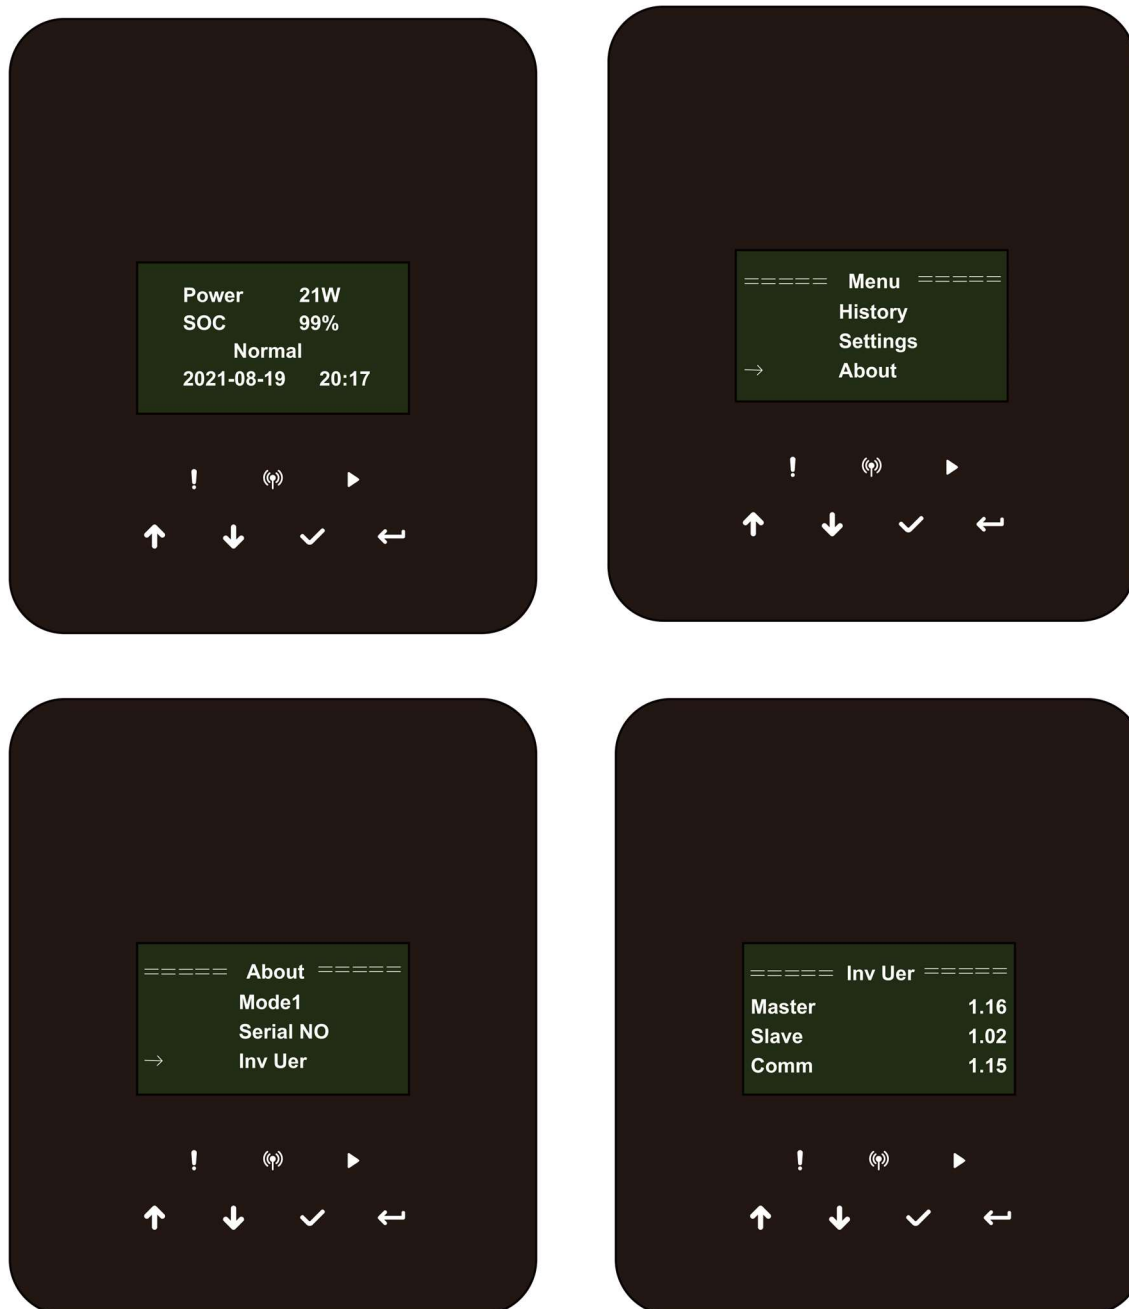 Power 21W
SOC 99%
Normal
2021-08-19 20:17
===== Menu =====
History
Settings
→ About
===== About =====
Mode1
Serial NO
→ Inv Uer
===== Inv Uer =====
Master 1.16
Slave 1.02
Comm 1.15